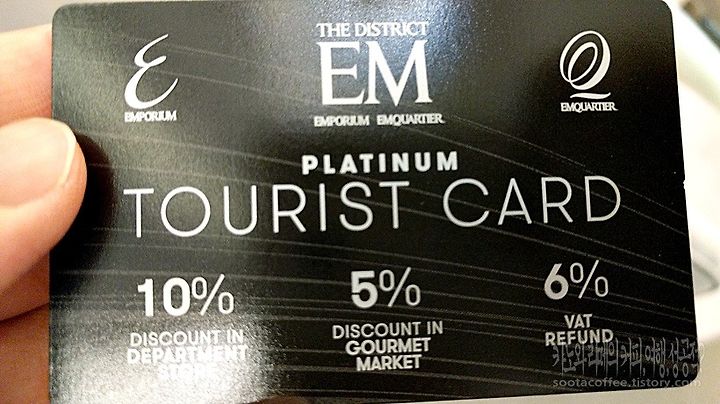 EMPORIUM
THE DISTRICT
EM
EMPORIUM EMQUARTIER
EMQUARTIER
PLATINUM
TOURIST CARD
10%
DISCOUNT IN
DEPARTMENT
STORE
5%
DISCOUNT IN
GOURMET
MARKET
6%
VAT
REFUND
sootacoffee.tistory.com